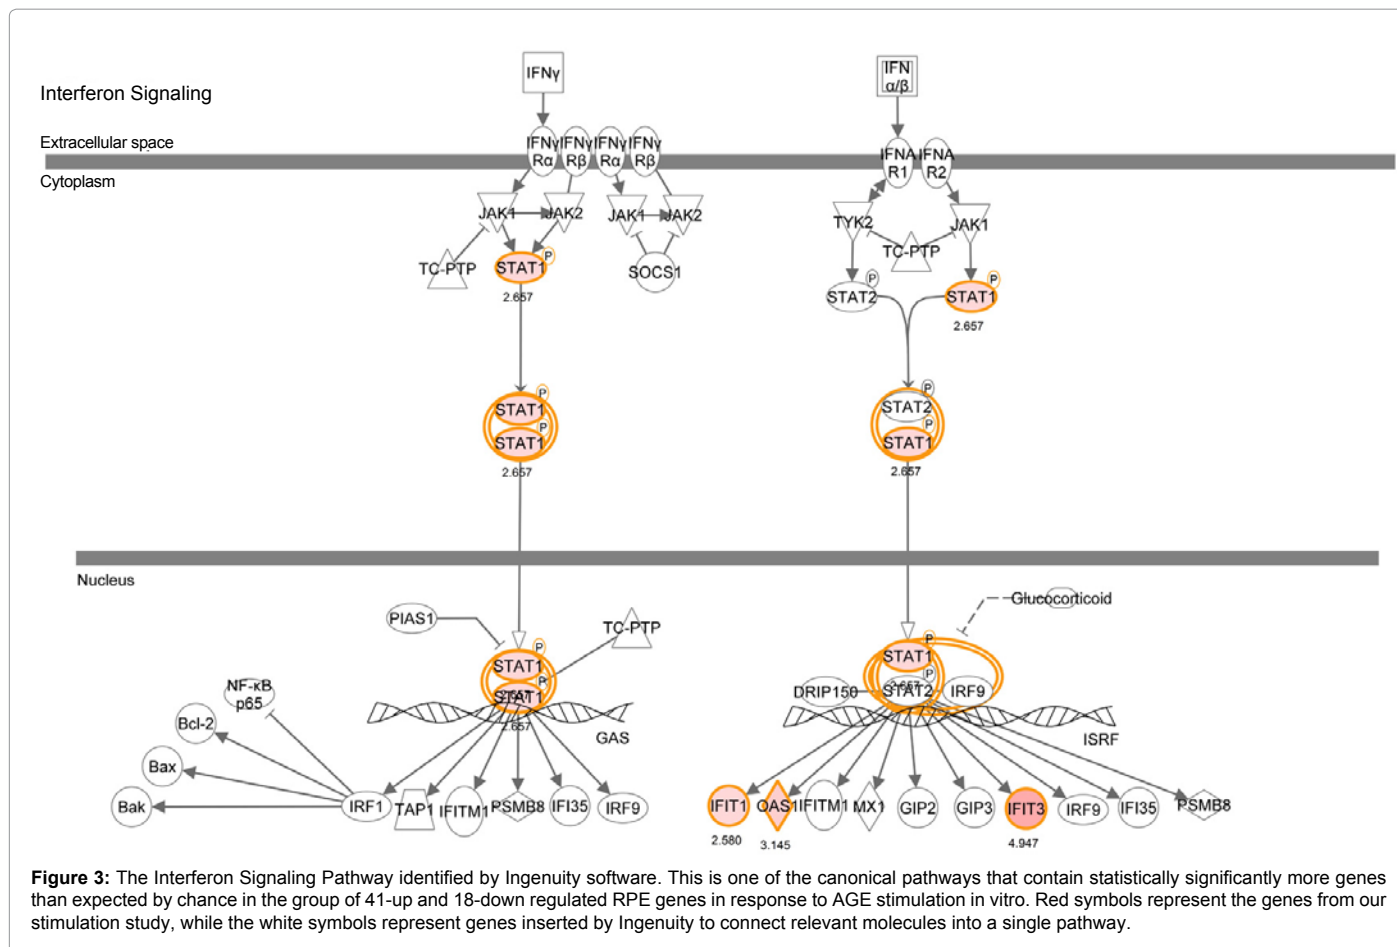 Interferon Signaling
IFNγ
IFN
α/β
Extracellular space
IFNγ
Rα
IFNγ
Rβ
IFNγ
Rα
IFNγ
Rβ
IFNA
R1
IFNA
R2
Cytoplasm
JAK1
JAK2
JAK1
JAK2
TYK2
JAK1
TC-PTP
STAT1
P
2.657
SOCS1
TC-PTP
STAT2
P
STAT1
P
2.657
STAT1
P
STAT1
P
2.657
STAT2
P
STAT1
P
2.657
Nucleus
PIAS1
TC-PTP
Glucocorticoid
STAT1
P
2.657
STAT1
P
2.657
GAS
STAT1
P
2.657
STAT2
P
DRIP150
IRF9
ISRF
NF-κB
p65
Bcl-2
Bax
Bak
IRF1
TAP1
IFITM1
PSMB8
IFI35
IRF9
IFIT1
2.580
OAS1
3.145
IFITM1
MX1
GIP2
GIP3
IFIT3
4.947
IRF9
IFI35
PSMB8
Figure 3: The Interferon Signaling Pathway identified by Ingenuity software. This is one of the canonical pathways that contain statistically significantly more genes
than expected by chance in the group of 41-up and 18-down regulated RPE genes in response to AGE stimulation in vitro. Red symbols represent the genes from our
stimulation study, while the white symbols represent genes inserted by Ingenuity to connect relevant molecules into a single pathway.